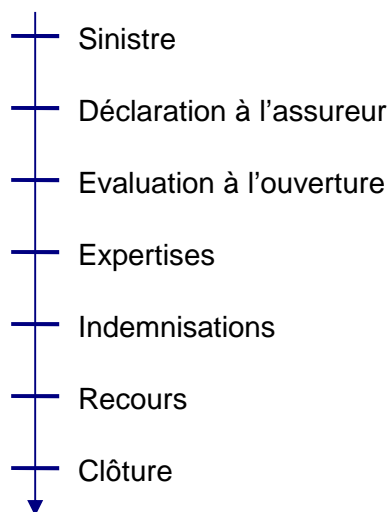 Sinistre
Déclaration à l’assureur
Evaluation à l’ouverture
Expertises
Indemnisations
Recours
Clôture